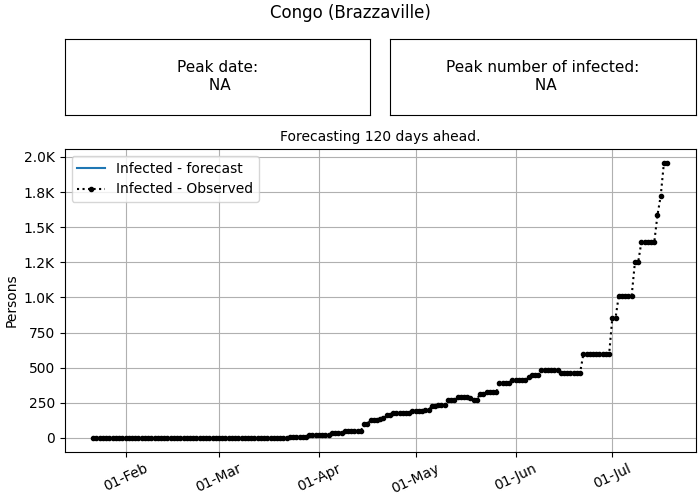 Congo (Brazzaville)
Peak date:
NA
Peak number of infected:
NA
Forecasting 120 days ahead.
Infected - forecast
Infected - Observed
Persons
2.0K
1.8K
1.5K
1.2K
1.0K
750
500
250
0
01-Feb
01-Mar
01-Apr
01-May
01-Jun
01-Jul